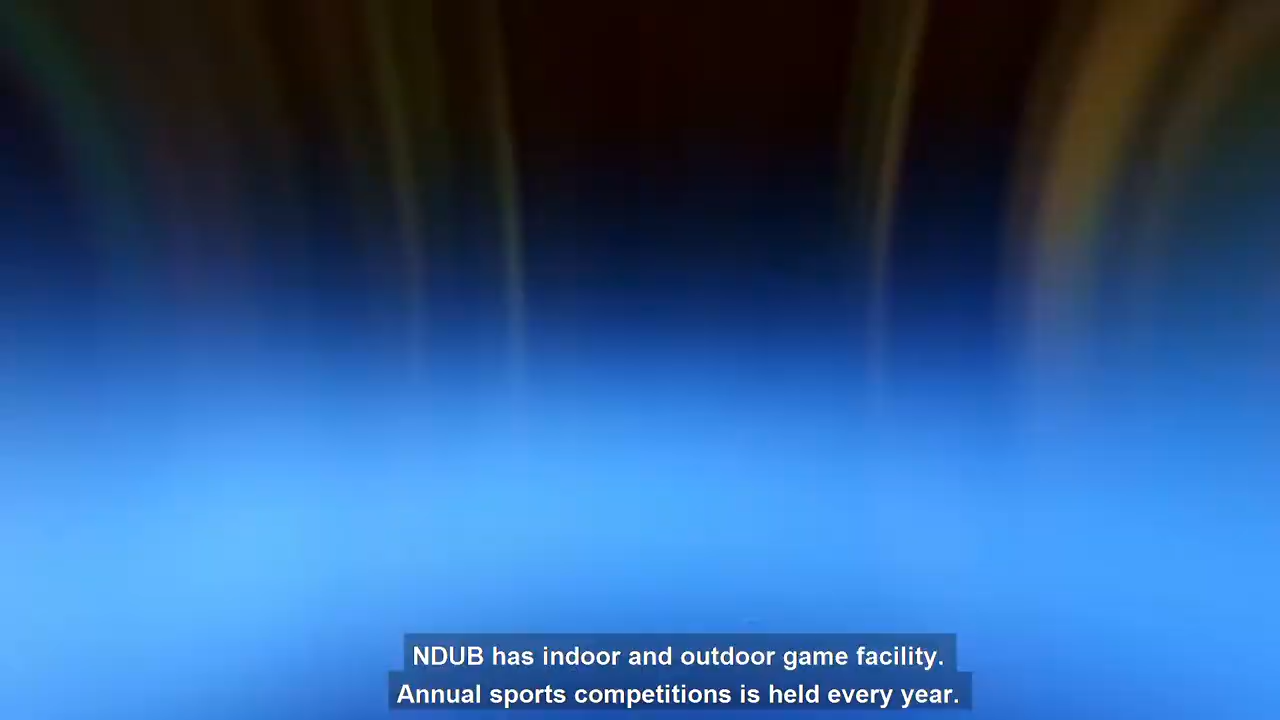 NDUB has indoor and outdoor game facility.
Annual sports competitions is held every year.